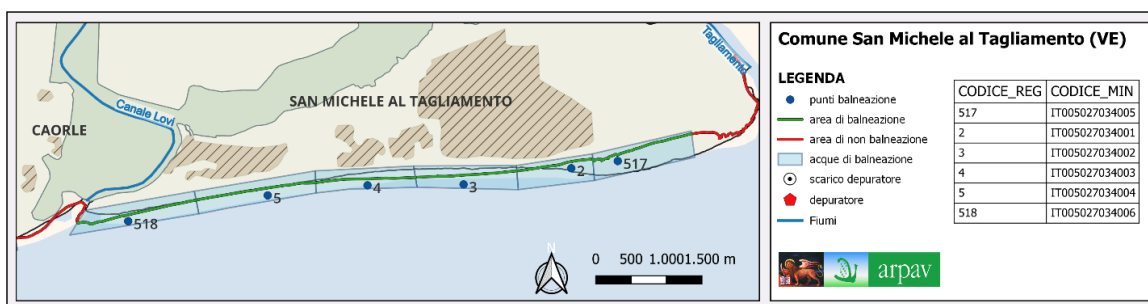 Tagliamento
Canale Lovi
SAN MICHELE AL TAGLIAMENTO
CAORLE
517
2
3
4
5
518
N
0 500 1.0001.500 m
Comune San Michele al Tagliamento (VE)
LEGENDA
punti balneazione
area di balneazione
area di non balneazione
acque di balneazione
scarico depuratore
depuratore
Fiumi
CODICE_REG CODICE_MIN
517 IT005027034005
2 IT005027034001
3 IT005027034002
4 IT005027034003
5 IT005027034004
518 IT005027034006
arpav